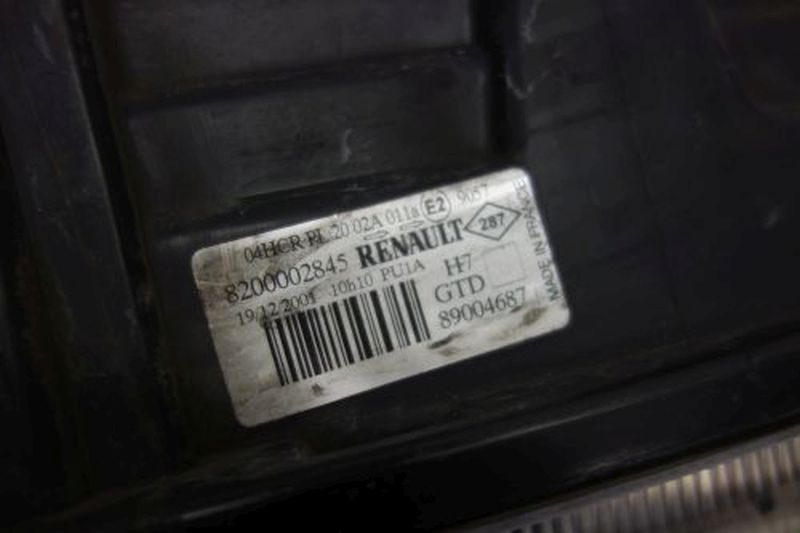 04HCR PL 20 02A 011a E2 9057
8200002845 RENAULT 287
19/12/2001 10h10 PU1A H7
GTD
89004687
MADE IN FRANCE